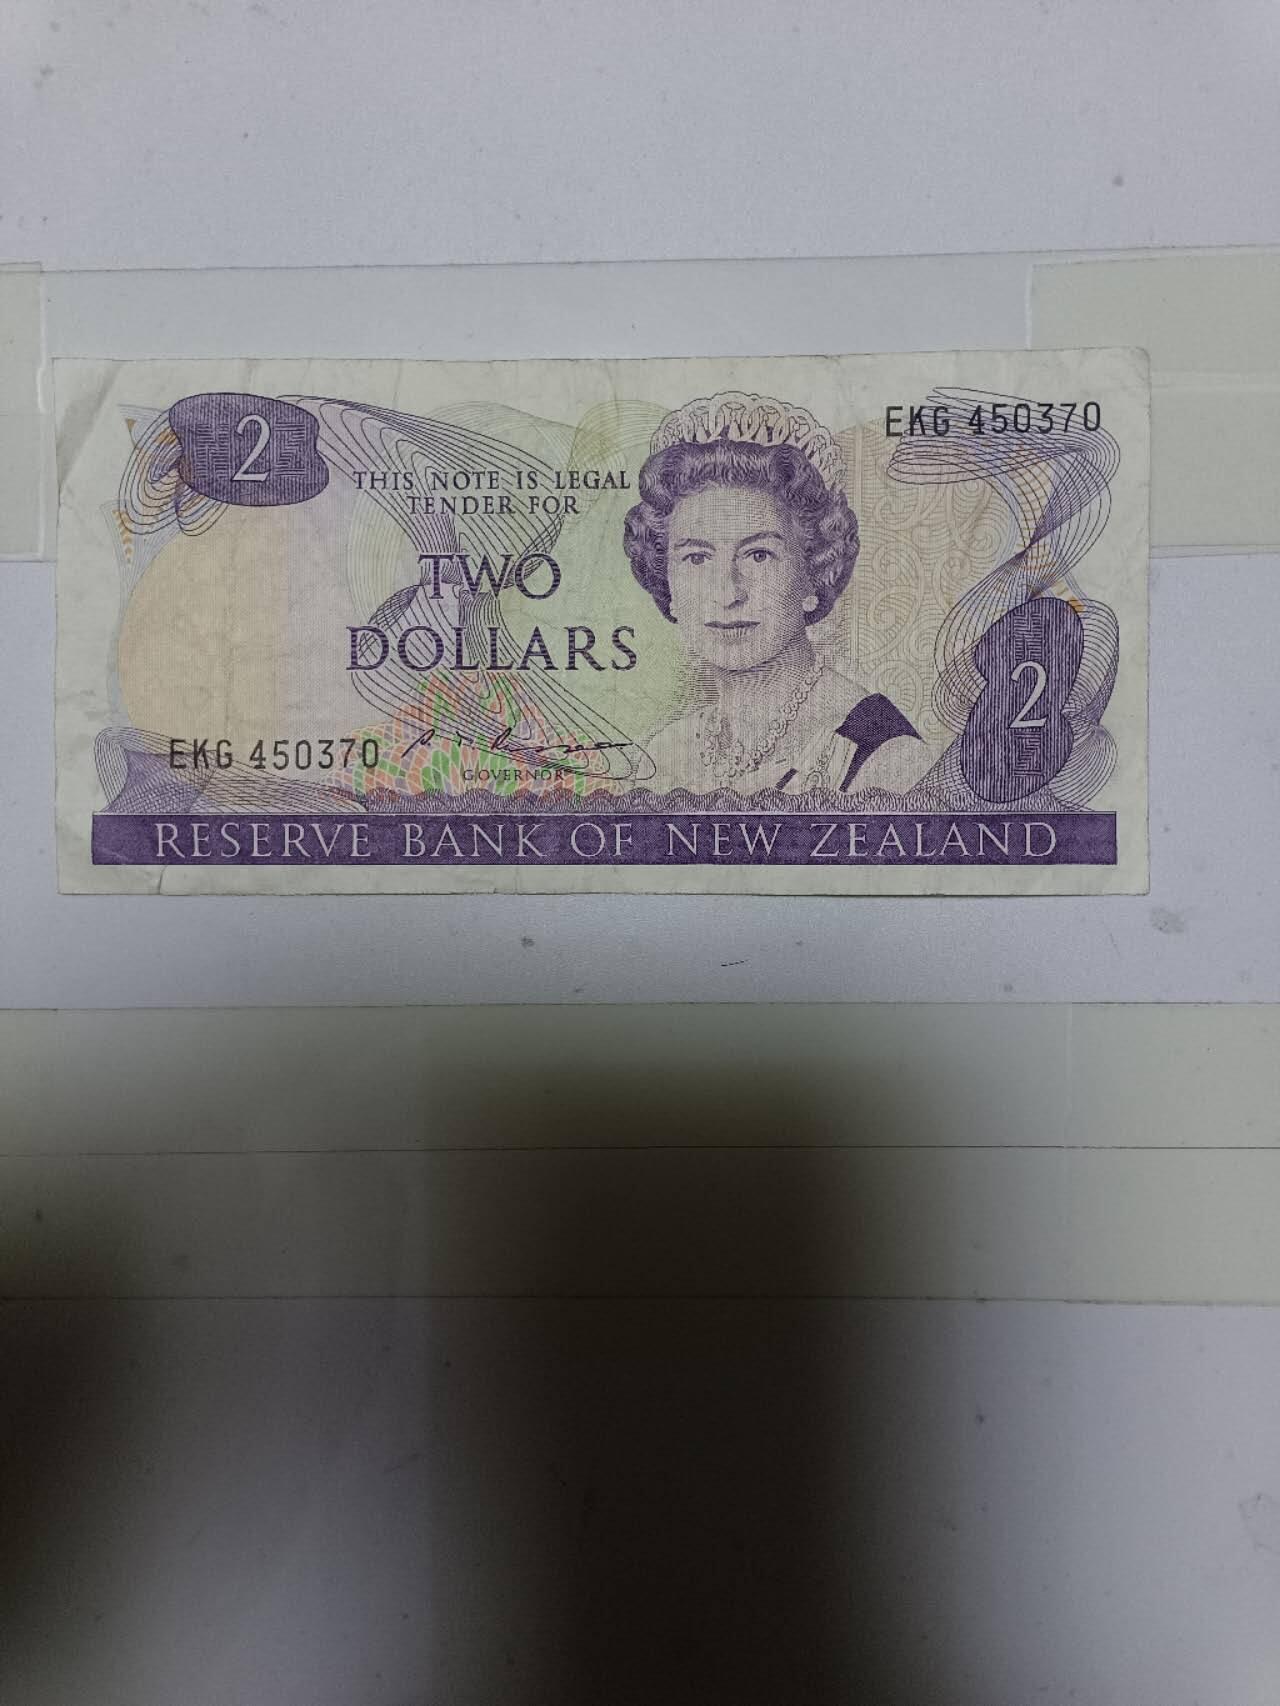 2
EKG 450370
THIS NOTE IS LEGAL
TENDER FOR
TWO
DOLLARS
2
EKG 450370
GOVERNOR
RESERVE BANK OF NEW ZEALAND